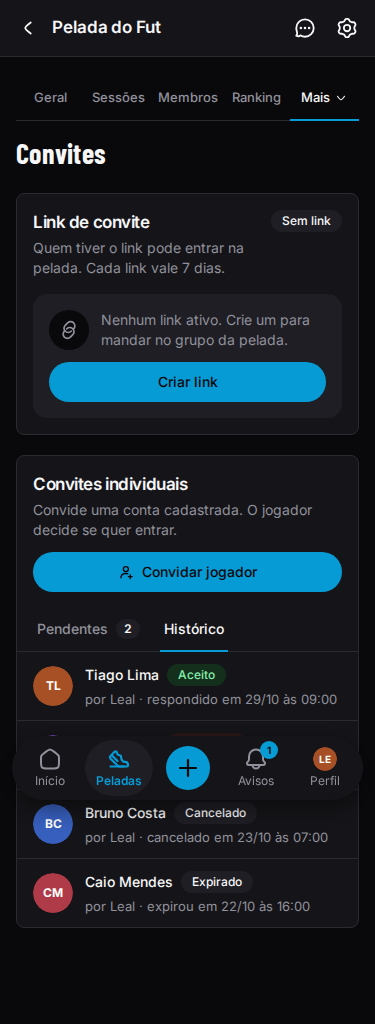 Pelada do Fut
Geral Sessões Membros Ranking Mais
Convites
Link de convite Sem link
Quem tiver o link pode entrar na
pelada. Cada link vale 7 dias.
Nenhum link ativo. Crie um para
mandar no grupo da pelada.
Criar link
Convites individuais
Convide uma conta cadastrada. O jogador
decide se quer entrar.
Convidar jogador
Pendentes 2 Histórico
TL Tiago Lima Aceito
por Leal · respondido em 29/10 às 09:00
1 LE
Início Peladas Avisos Perfil
BC Bruno Costa Cancelado
por Leal · cancelado em 23/10 às 07:00
CM Caio Mendes Expirado
por Leal · expirou em 22/10 às 16:00